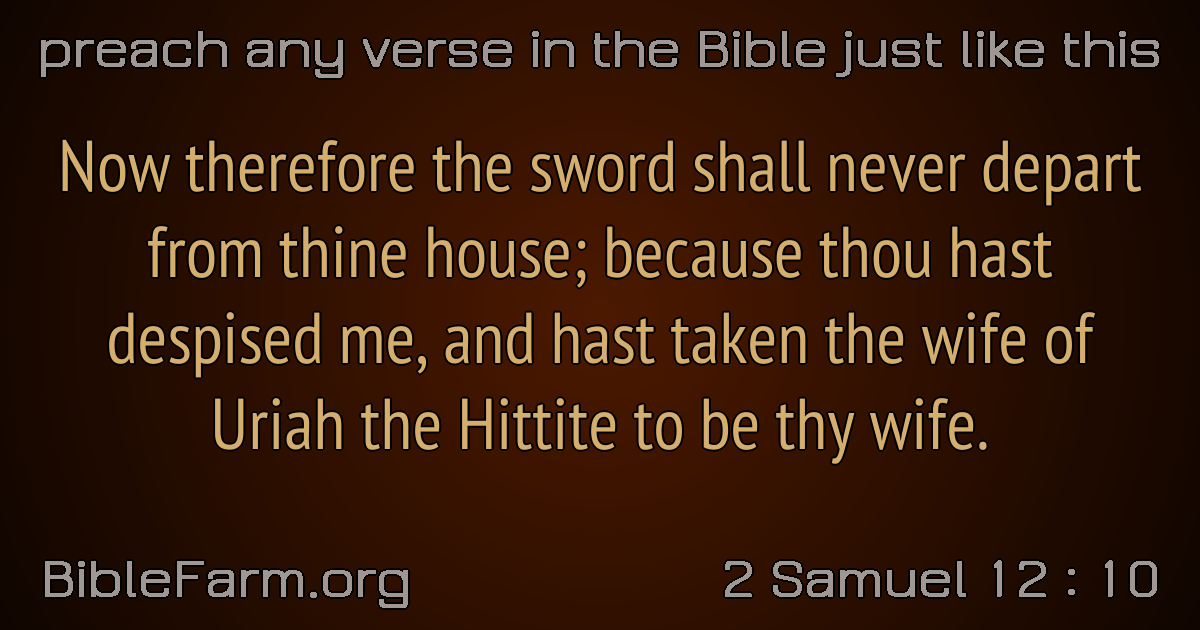 preach any verse in the Bible just like this
Now therefore the sword shall never depart
from thine house; because thou hast
despised me, and hast taken the wife of
Uriah the Hittite to be thy wife.
BibleFarm.org
2 Samuel 12 : 10